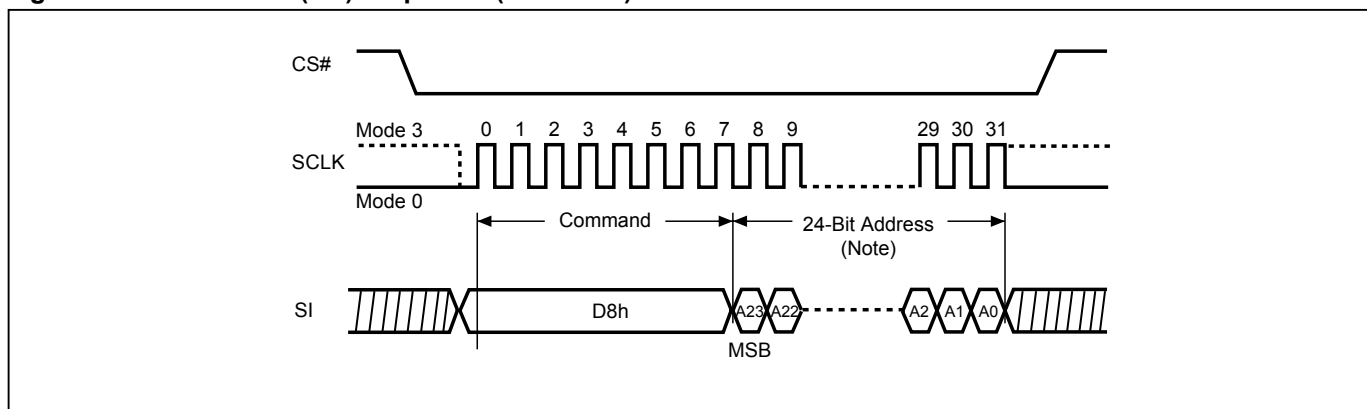 CS#
Mode 3
0 1 2 3 4 5 6 7 8 9 29 30 31
SCLK
Mode 0
Command
24-Bit Address
(Note)
SI
D8h
A23 A22 A2 A1 A0
MSB